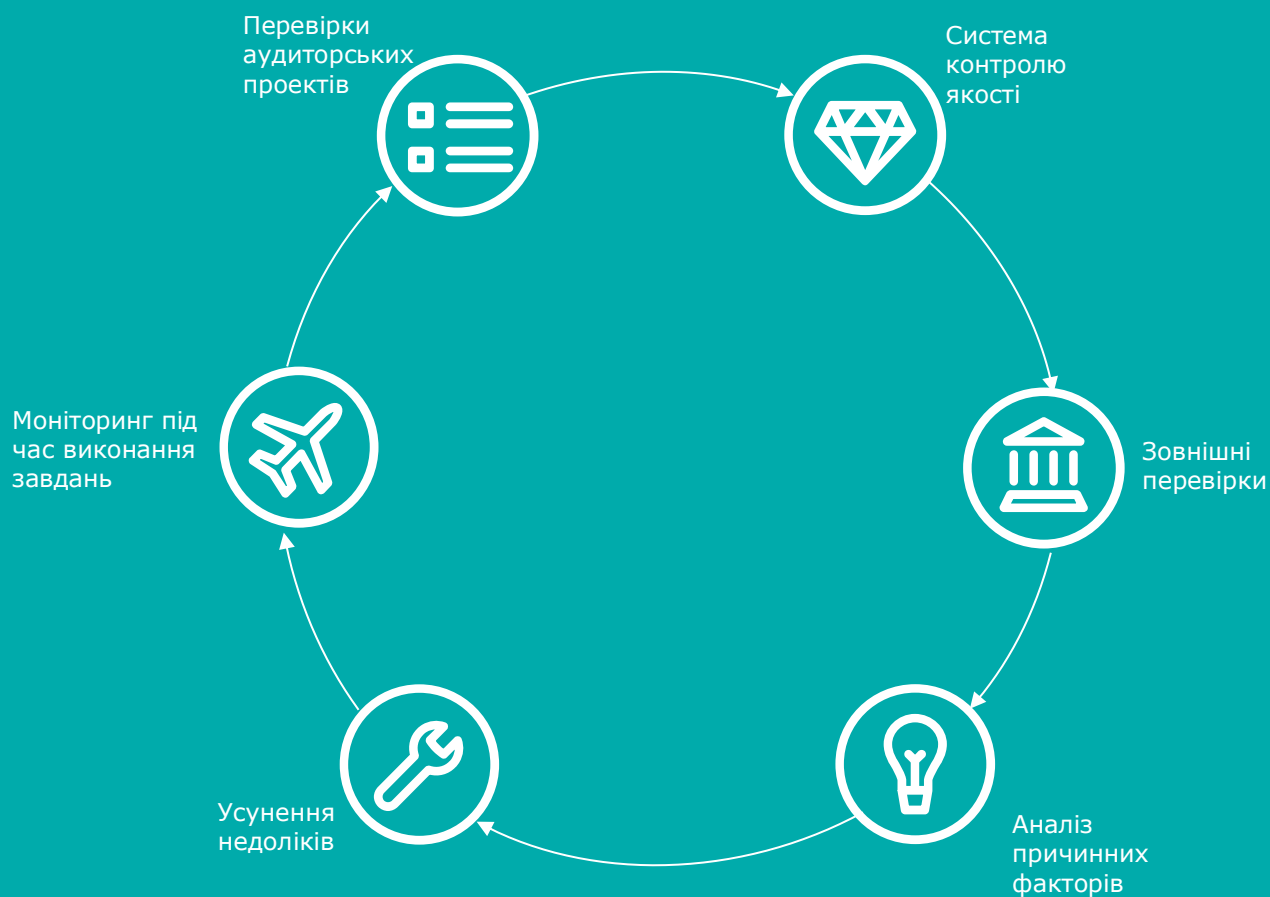 Перевірки
аудиторських
проектів
Система
контролю
якості
Моніторинг під
час виконання
завдань
Зовнішні
перевірки
Усунення
недоліків
Аналіз
причинних
факторів